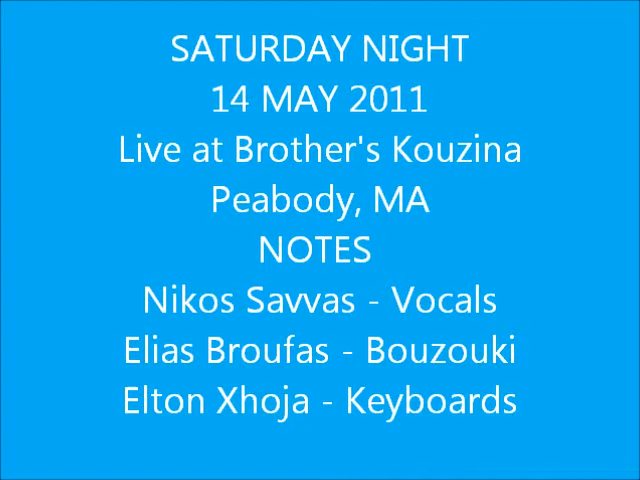 SATURDAY NIGHT
14 MAY 2011
Live at Brother's Kouzina
Peabody, MA
NOTES
Nikos Savvas - Vocals
Elias Broufas - Bouzouki
Elton Xhoja - Keyboards